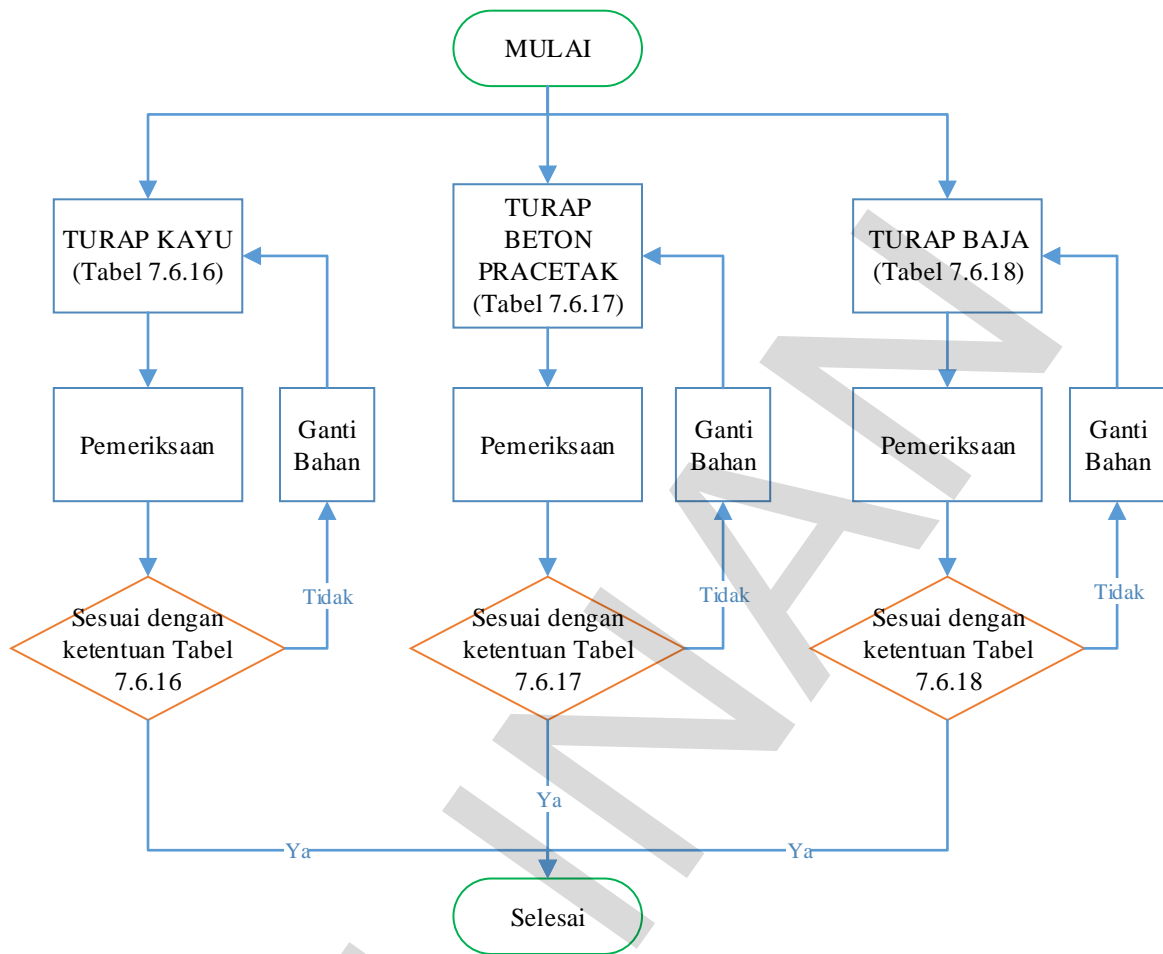 MULAI
TURAP KAYU
(Tabel 7.6.16)
TURAP
BETON
PRACETAK
(Tabel 7.6.17)
TURAP BAJA
(Tabel 7.6.18)
Pemeriksaan
Ganti
Bahan
Pemeriksaan
Ganti
Bahan
Pemeriksaan
Ganti
Bahan
Sesuai dengan
ketentuan Tabel
7.6.16
Tidak
Sesuai dengan
ketentuan Tabel
7.6.17
Tidak
Sesuai dengan
ketentuan Tabel
7.6.18
Tidak
Ya
Ya
Ya
Selesai
INAN